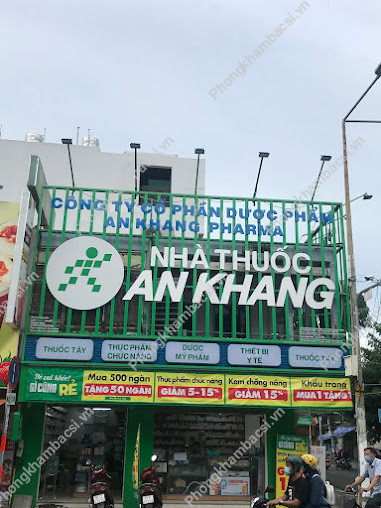 CÔNG TY CỔ PHẦN DƯỢC PHẨM
AN KHANG PHARMA
NHÀ THUỐC
AN KHANG
THUỐC TÂY
THỰC PHẨM
CHỨC NĂNG
DƯỢC
MỸ PHẨM
THIẾT BỊ
Y TẾ
THUỐC TÂY
GÌ CŨNG
RẺ
Mua 500 ngàn
TẶNG 50 NGÀN
Thực phẩm chức năng
GIẢM 5-15%
Kem chống nắng
GIẢM 15%
Khẩu trang
MUA 1 TẶNG 1
Phongkhambacsi.vn